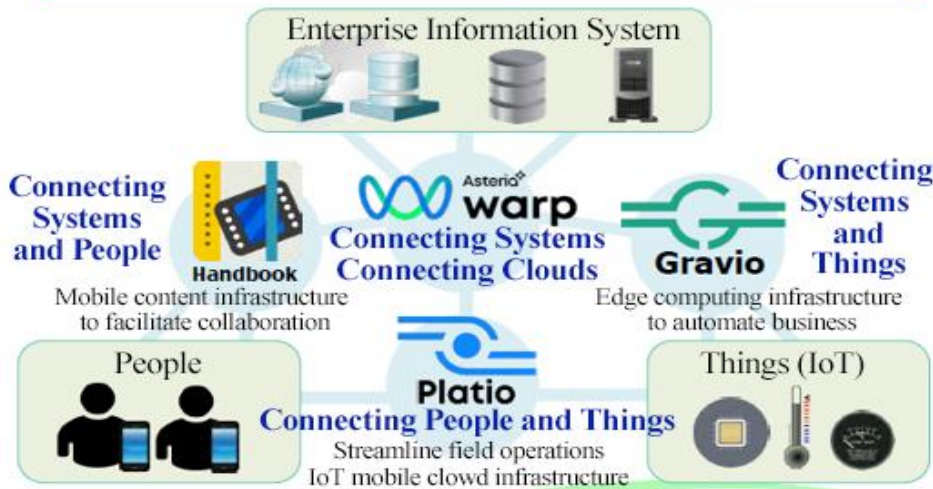 Enterprise Information System
Connecting
Systems
and People
Handbook
Mobile content infrastructure
to facilitate collaboration
Asteria
warp
Connecting Systems
Connecting Clouds
Gravio
Connecting
Systems
and
Things
Edge computing infrastructure
to automate business
People
Platio
Connecting People and Things
Streamline field operations
IoT mobile clowd infrastructure
Things (IoT)